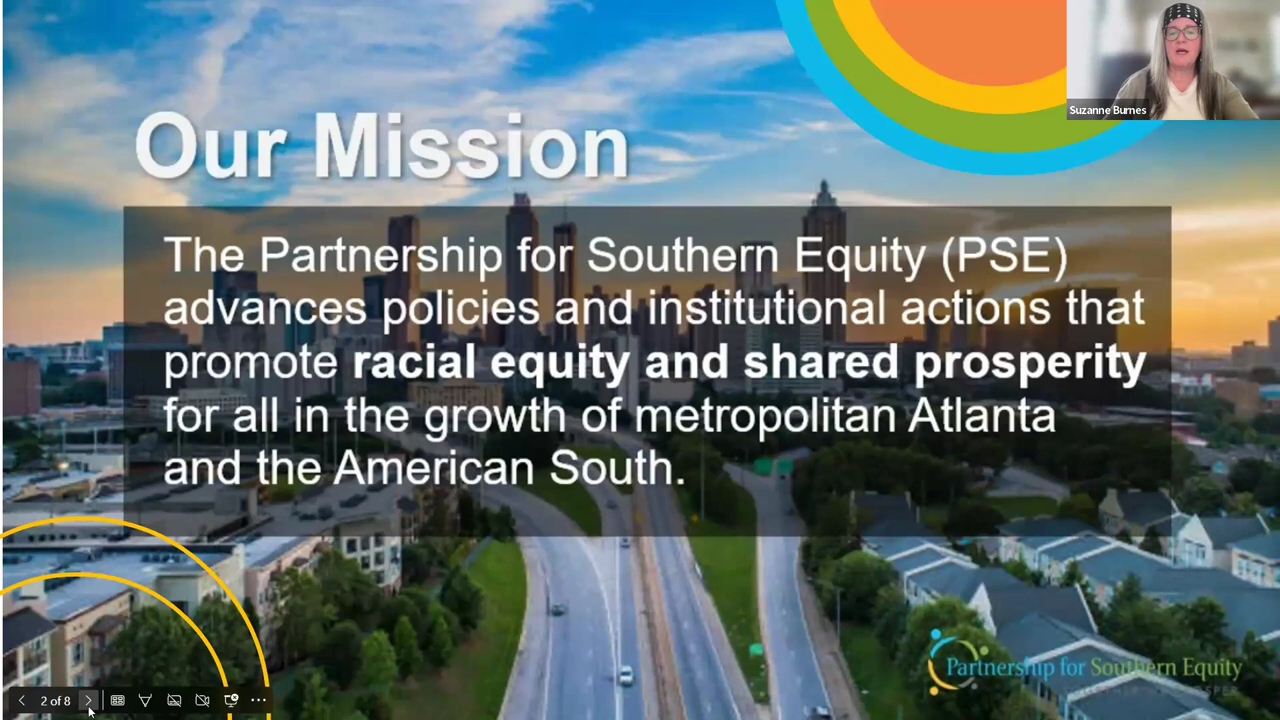 Our Mission
Suzanne Burnes
The Partnership for Southern Equity (PSE)
advances policies and institutional actions that
promote racial equity and shared prosperity
for all in the growth of metropolitan Atlanta
and the American South.
Partnership for Southern Equity
2 of 8